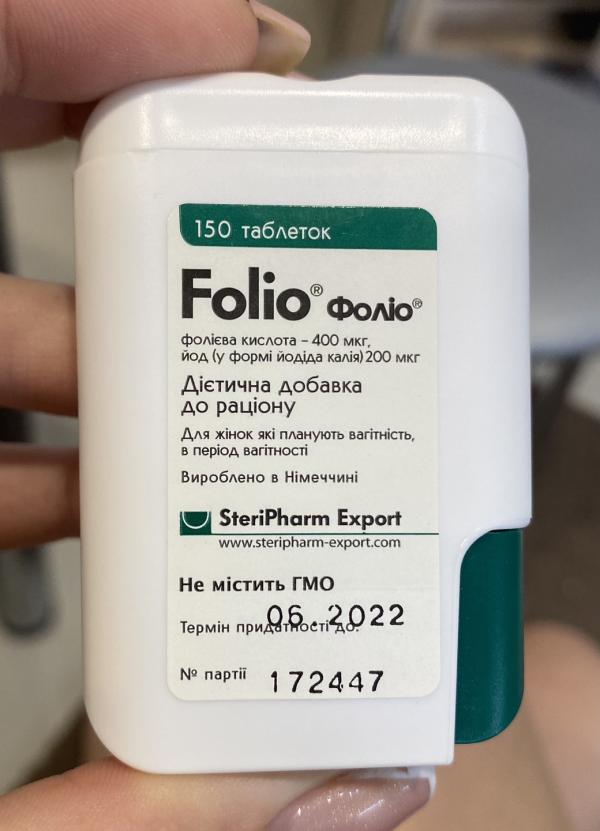 150 таблеток
Folio® Фоліо®
фолієва кислота – 400 мкг,
йод (у формі йодіда калія) 200 мкг
Дієтична добавка
до раціону
Для жінок які планують вагітність,
в період вагітності
Вироблено в Німеччині
SteriPharm Export
www.steripharm-export.com
Не містить ГМО
Термін придатності до: 06.2022
№ партії 172447